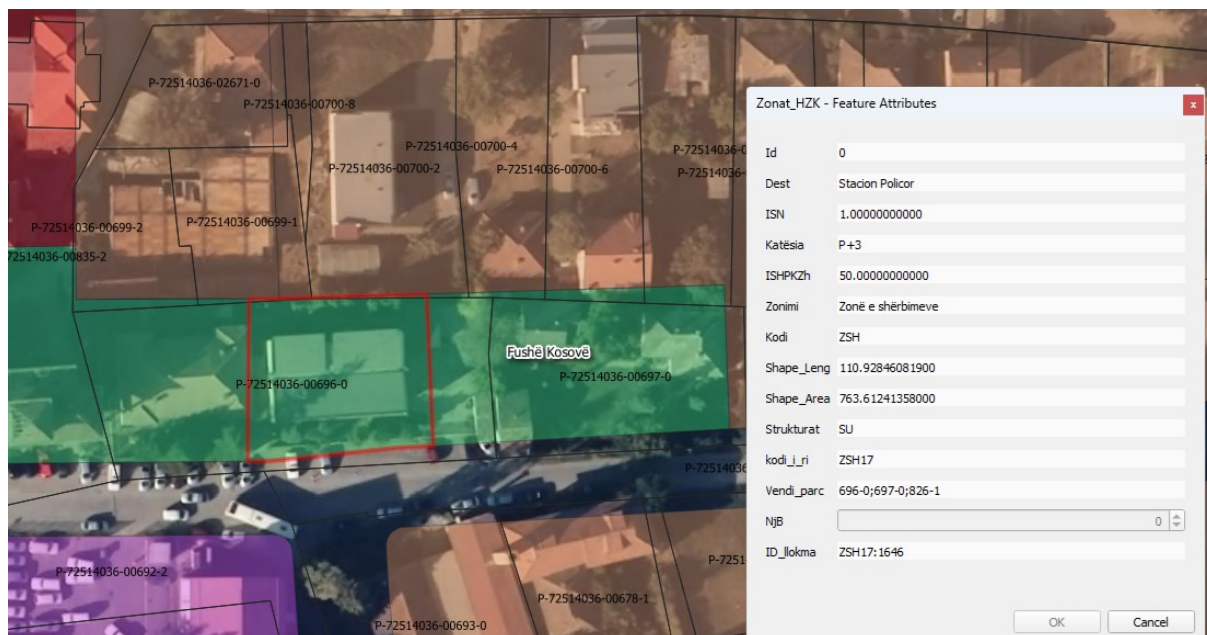 P-72514036-02671-0
P-72514036-00700-8
P-72514036-00700-4
P-72514036-00700-2
P-72514036-00700-6
P-72514036-00699-1
P-72514036-00699-2
72514036-00835-2
Fushë Kosovë
P-72514036-00696-0
P-72514036-00697-0
P-72514036-00692-2
P-72514036-00678-1
P-72514036-00693-0
Zonat_HZK - Feature Attributes
x
Id 0
Dest Stacion Policor
ISN 1.00000000000
Katësia P+3
ISHPKZh 50.00000000000
Zonimi Zonë e shërbimeve
Kodi ZSH
Shape_Leng 110.92846081900
Shape_Area 763.61241358000
Strukturat SU
kodi_i_ri ZSH17
Vendi_parc 696-0;697-0;826-1
NjB 0
ID_llokma ZSH17:1646
OK Cancel